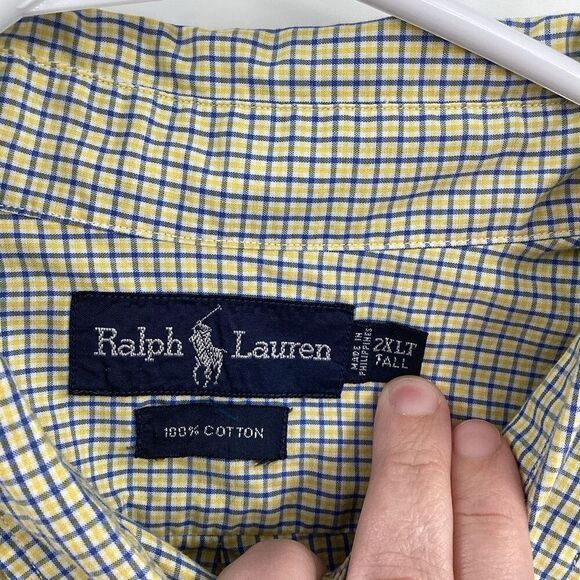 Ralph Lauren
MADE IN
PHILIPPINES
2XLT
TALL
100% COTTON